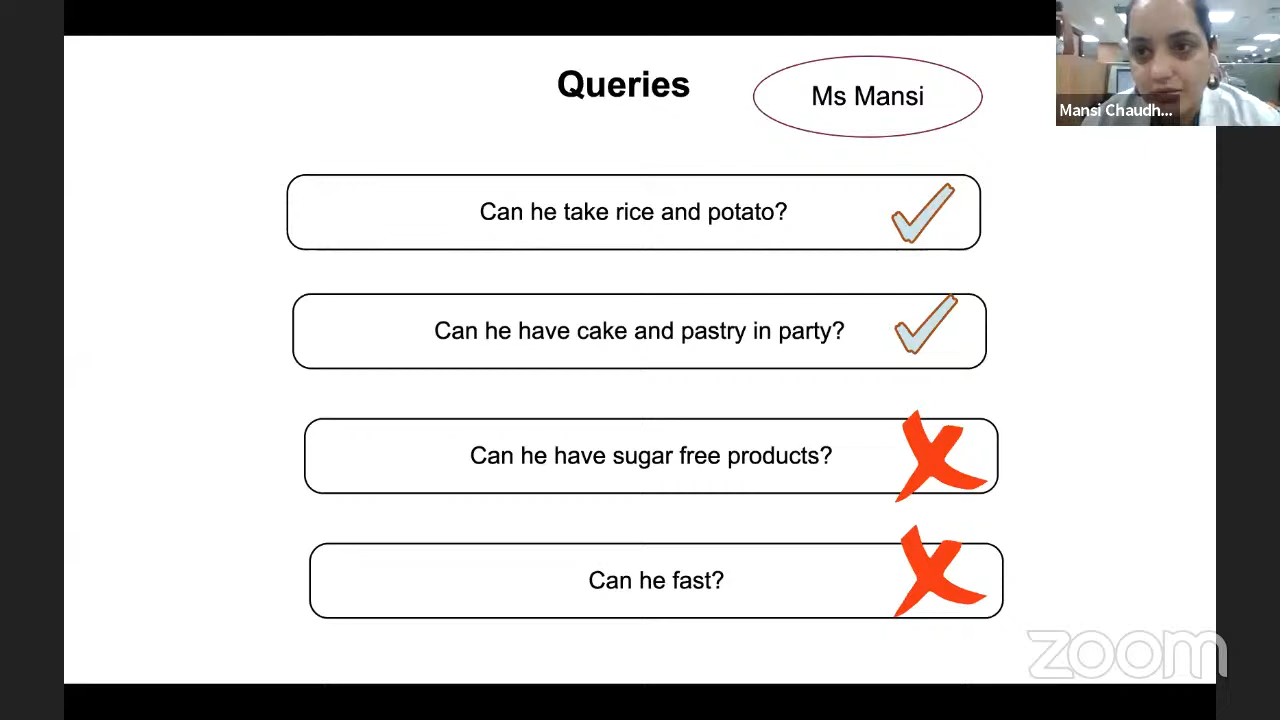 Queries
Ms Mansi
Mansi Chaudh...
Can he take rice and potato?
Can he have cake and pastry in party?
Can he have sugar free products?
Can he fast?
zoom